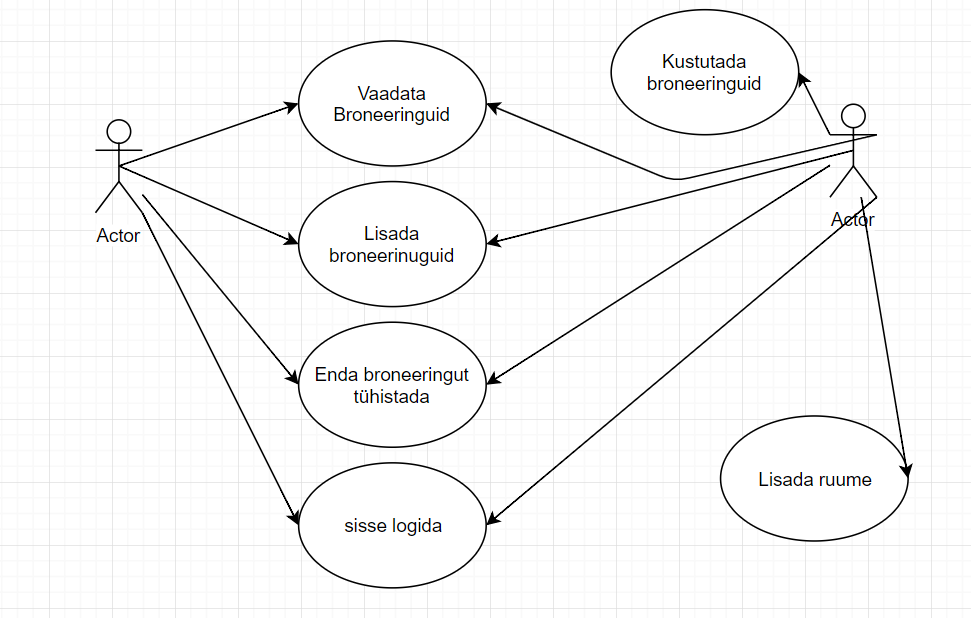 Kustutada
broneeringuid
Vaadata
Broneeringuid
Actor
Actor
Lisada
broneerinuguid
Enda broneeringut
tühistada
Lisada ruume
sisse logida